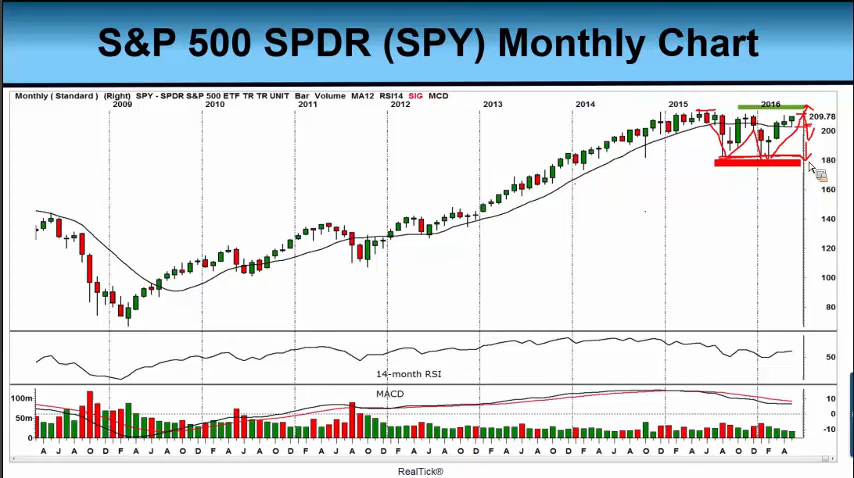 S&P 500 SPDR (SPY) Monthly Chart
Monthly ( Standard ) (Right) SPY - SPDR S&P 500 ETF TR TR UNIT Bar Volume MA12 RSI14 SIG MCD
2009 2010 2011 2012 2013 2014 2015 2016
209.78
200
180
160
140
120
100
80
50
14-month RSI
MACD
100m 10
50m 0
0 -10
A J A O D F A J A O D F A J A O D F A J A O D F A J A O D F A J A O D F A J A O D F A J A O D F A
RealTick®